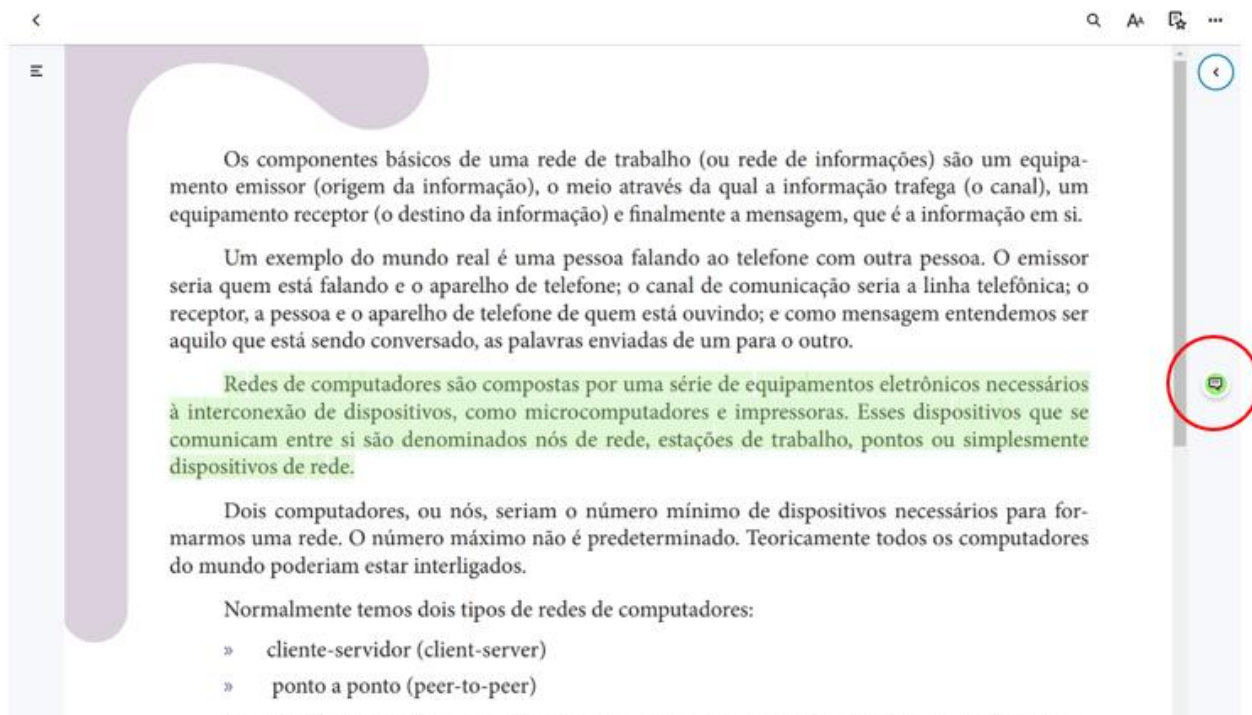 Os componentes básicos de uma rede de trabalho (ou rede de informações) são um equipa-
mento emissor (origem da informação), o meio através da qual a informação trafega (o canal), um
equipamento receptor (o destino da informação) e finalmente a mensagem, que é a informação em si.
Um exemplo do mundo real é uma pessoa falando ao telefone com outra pessoa. O emissor
seria quem está falando e o aparelho de telefone; o canal de comunicação seria a linha telefônica; o
receptor, a pessoa e o aparelho de telefone de quem está ouvindo; e como mensagem entendemos ser
aquilo que está sendo conversado, as palavras enviadas de um para o outro.
Redes de computadores são compostas por uma série de equipamentos eletrônicos necessários
à interconexão de dispositivos, como microcomputadores e impressoras. Esses dispositivos que se
comunicam entre si são denominados nós de rede, estações de trabalho, pontos ou simplesmente
dispositivos de rede.
Dois computadores, ou nós, seriam o número mínimo de dispositivos necessários para for-
marmos uma rede. O número máximo não é predeterminado. Teoricamente todos os computadores
do mundo poderiam estar interligados.
Normalmente temos dois tipos de redes de computadores:
» cliente-servidor (client-server)
» ponto a ponto (peer-to-peer)